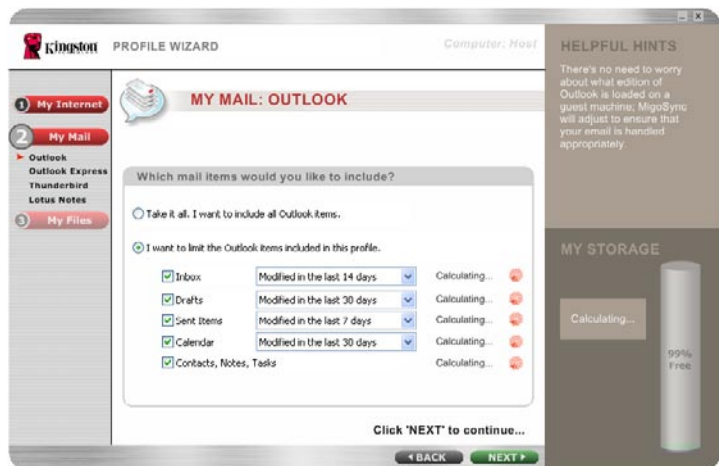 Kingston
TECHNOLOGY
PROFILE WIZARD
Computer: Host
1 My Internet
2 My Mail
Outlook
Outlook Express
Thunderbird
Lotus Notes
3 My Files
MY MAIL: OUTLOOK
Which mail items would you like to include?
Take it all. I want to include all Outlook items.
I want to limit the Outlook items included in this profile.
Inbox Modified in the last 14 days Calculating...
Drafts Modified in the last 30 days Calculating...
Sent Items Modified in the last 7 days Calculating...
Calendar Modified in the last 30 days Calculating...
Contacts, Notes, Tasks Calculating...
Click 'NEXT' to continue...
BACK NEXT
HELPFUL HINTS
There's no need to worry
about what edition of
Outlook is loaded on a
guest machine; MigoSync
will adjust to ensure that
your email is handled
appropriately.
MY STORAGE
Calculating...
99%
Free